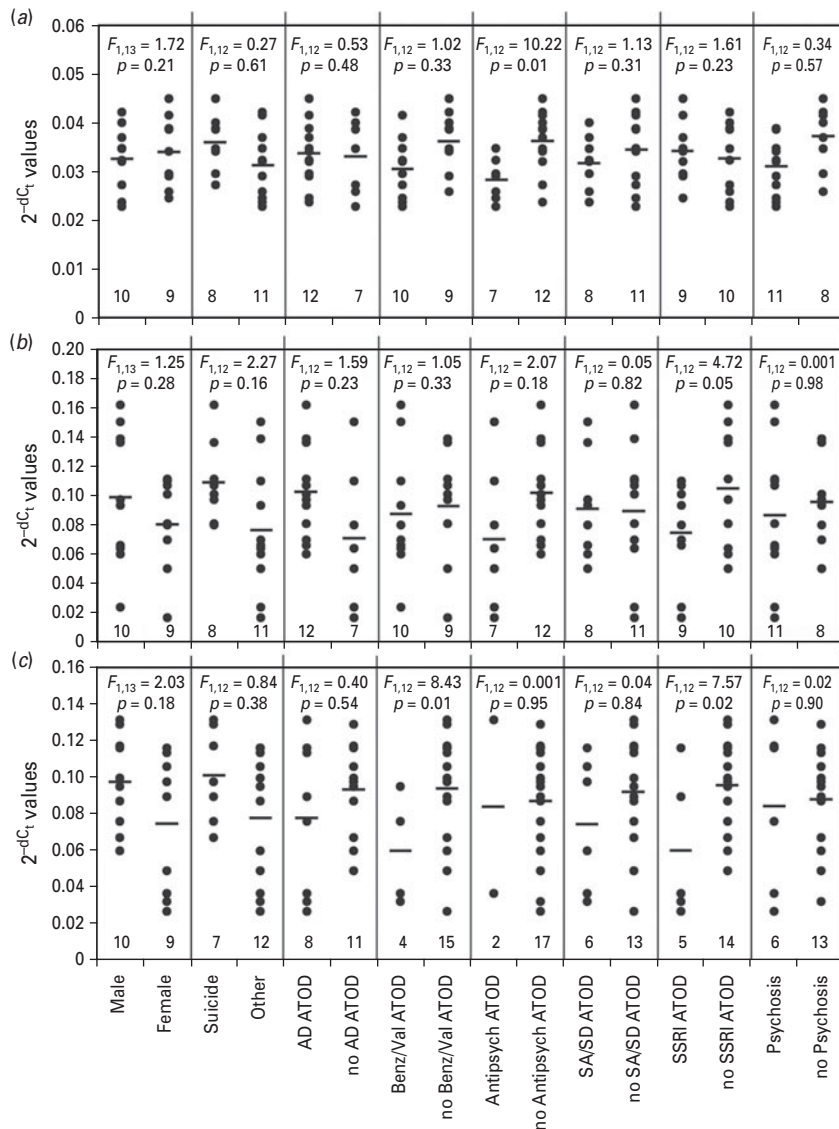 (a)
0.06
0.05
0.04
0.03
0.02
0.01
0
2^-dCt values
F1,13 = 1.72 F1,12 = 0.27 F1,12 = 0.53 F1,12 = 1.02 F1,12 = 10.22 F1,12 = 1.13 F1,12 = 1.61 F1,12 = 0.34
p = 0.21 p = 0.61 p = 0.48 p = 0.33 p = 0.01 p = 0.31 p = 0.23 p = 0.57
10 9 8 11 12 7 10 9 7 12 8 11 9 10 11 8
(b)
0.20
0.18
0.16
0.14
0.12
0.10
0.08
0.06
0.04
0.02
0
2^-dCt values
F1,13 = 1.25 F1,12 = 2.27 F1,12 = 1.59 F1,12 = 1.05 F1,12 = 2.07 F1,12 = 0.05 F1,12 = 4.72 F1,12 = 0.001
p = 0.28 p = 0.16 p = 0.23 p = 0.33 p = 0.18 p = 0.82 p = 0.05 p = 0.98
10 9 8 11 12 7 10 9 7 12 8 11 9 10 11 8
(c)
0.16
0.14
0.12
0.10
0.08
0.06
0.04
0.02
0
2^-dCt values
F1,13 = 2.03 F1,12 = 0.84 F1,12 = 0.40 F1,12 = 8.43 F1,12 = 0.001 F1,12 = 0.04 F1,12 = 7.57 F1,12 = 0.02
p = 0.18 p = 0.38 p = 0.54 p = 0.01 p = 0.95 p = 0.84 p = 0.02 p = 0.90
10 9 7 12 8 11 4 15 2 17 6 13 5 14 6 13
Male
Female
Suicide
Other
AD ATOD
no AD ATOD
Benz/Val ATOD
no Benz/Val ATOD
Antipsych ATOD
no Antipsych ATOD
SA/SD ATOD
no SA/SD ATOD
SSRI ATOD
no SSRI ATOD
Psychosis
no Psychosis